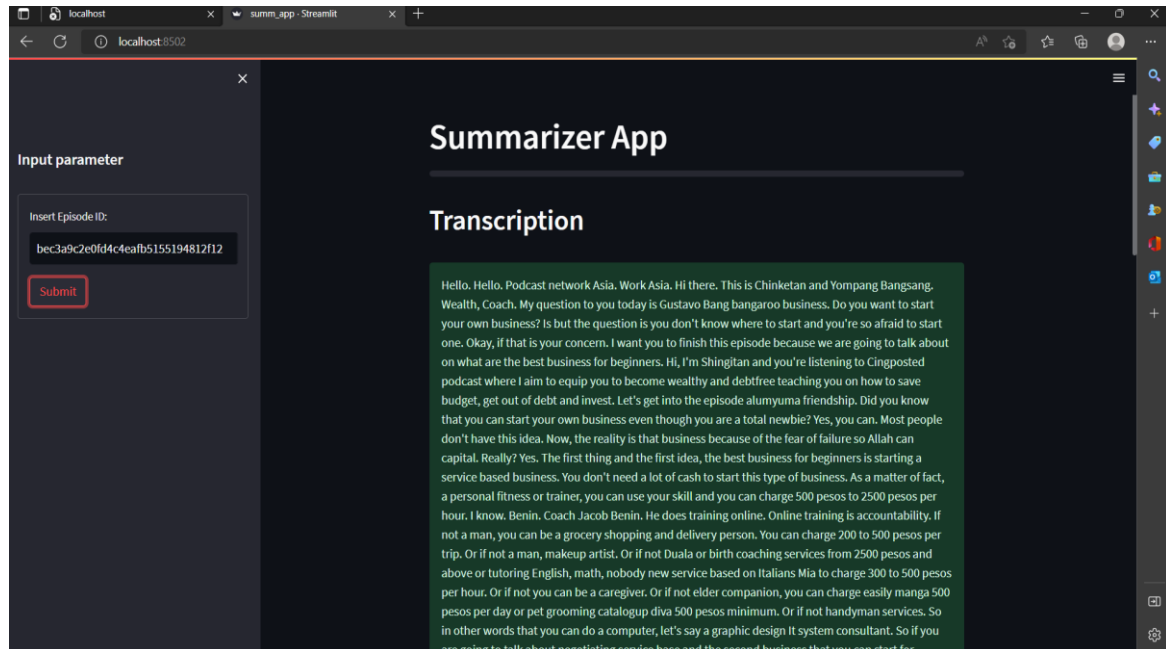 localhost
summ_app · Streamlit
localhost:8502
Input parameter
Insert Episode ID:
bec3a9c2e0fd4c4eafb5155194812f12
Submit
Summarizer App
Transcription
Hello. Hello. Podcast network Asia. Work Asia. Hi there. This is Chinketan and Yompang Bangsang.
Wealth, Coach. My question to you today is Gustavo Bang bangaroo business. Do you want to start
your own business? Is but the question is you don't know where to start and you're so afraid to start
one. Okay, if that is your concern. I want you to finish this episode because we are going to talk about
on what are the best business for beginners. Hi, I'm Shingitan and you're listening to Cingposted
podcast where I aim to equip you to become wealthy and debtfree teaching you on how to save
budget, get out of debt and invest. Let's get into the episode alumyuma friendship. Did you know
that you can start your own business even though you are a total newbie? Yes, you can. Most people
don't have this idea. Now, the reality is that business because of the fear of failure so Allah can
capital. Really? Yes. The first thing and the first idea, the best business for beginners is starting a
service based business. You don't need a lot of cash to start this type of business. As a matter of fact,
a personal fitness or trainer, you can use your skill and you can charge 500 pesos to 2500 pesos per
hour. I know. Benin. Coach Jacob Benin. He does training online. Online training is accountability. If
not a man, you can be a grocery shopping and delivery person. You can charge 200 to 500 pesos per
trip. Or if not a man, makeup artist. Or if not Duala or birth coaching services from 2500 pesos and
above or tutoring English, math, nobody new service based on Italians Mia to charge 300 to 500 pesos
per hour. Or if not you can be a caregiver. Or if not elder companion, you can charge easily manga 500
pesos per day or pet grooming catalogup diva 500 pesos minimum. Or if not handyman services. So
in other words that you can do a computer, let's say a graphic design It system consultant. So if you
are going to talk about negotiating service base and the second business that you can start for